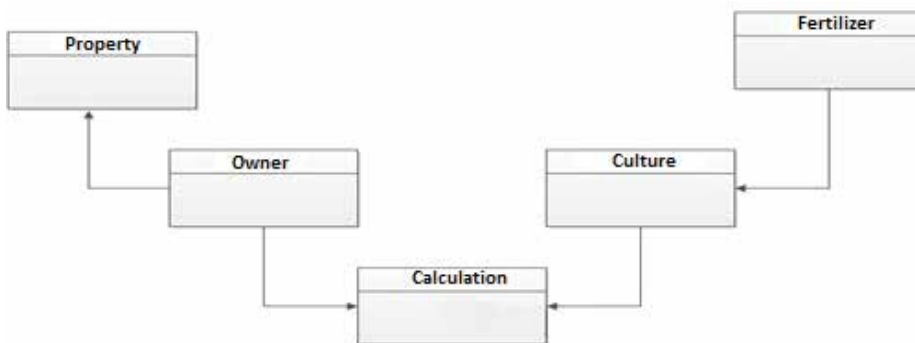 Fertilizer
Property
Owner
Culture
Calculation